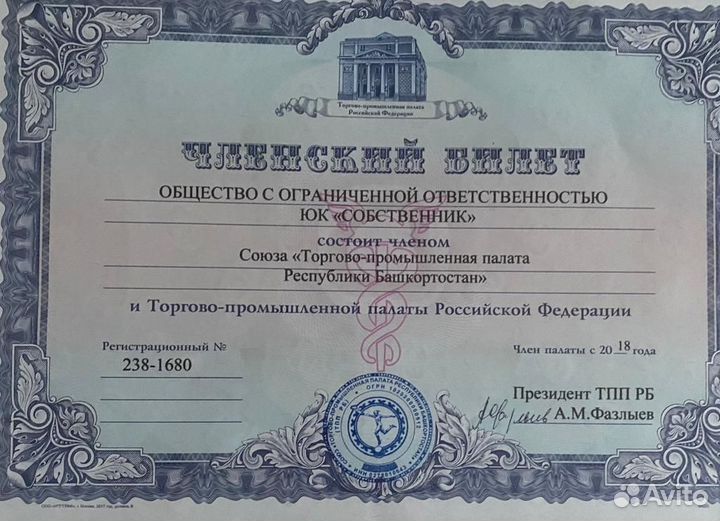 Торгово-промышленная палата
Российской Федерации
ЧЛЕНСКИЙ БИЛЕТ
ОБЩЕСТВО С ОГРАНИЧЕННОЙ ОТВЕТСТВЕННОСТЬЮ
ЮК «СОБСТВЕННИК»
состоит членом
Союза «Торгово-промышленная палата
Республики Башкортостан»
и Торгово-промышленной палаты Российской Федерации
Регистрационный №
238-1680
Член палаты с 2018 года
Президент ТПП РБ
А.М.Фазлыев
Avito